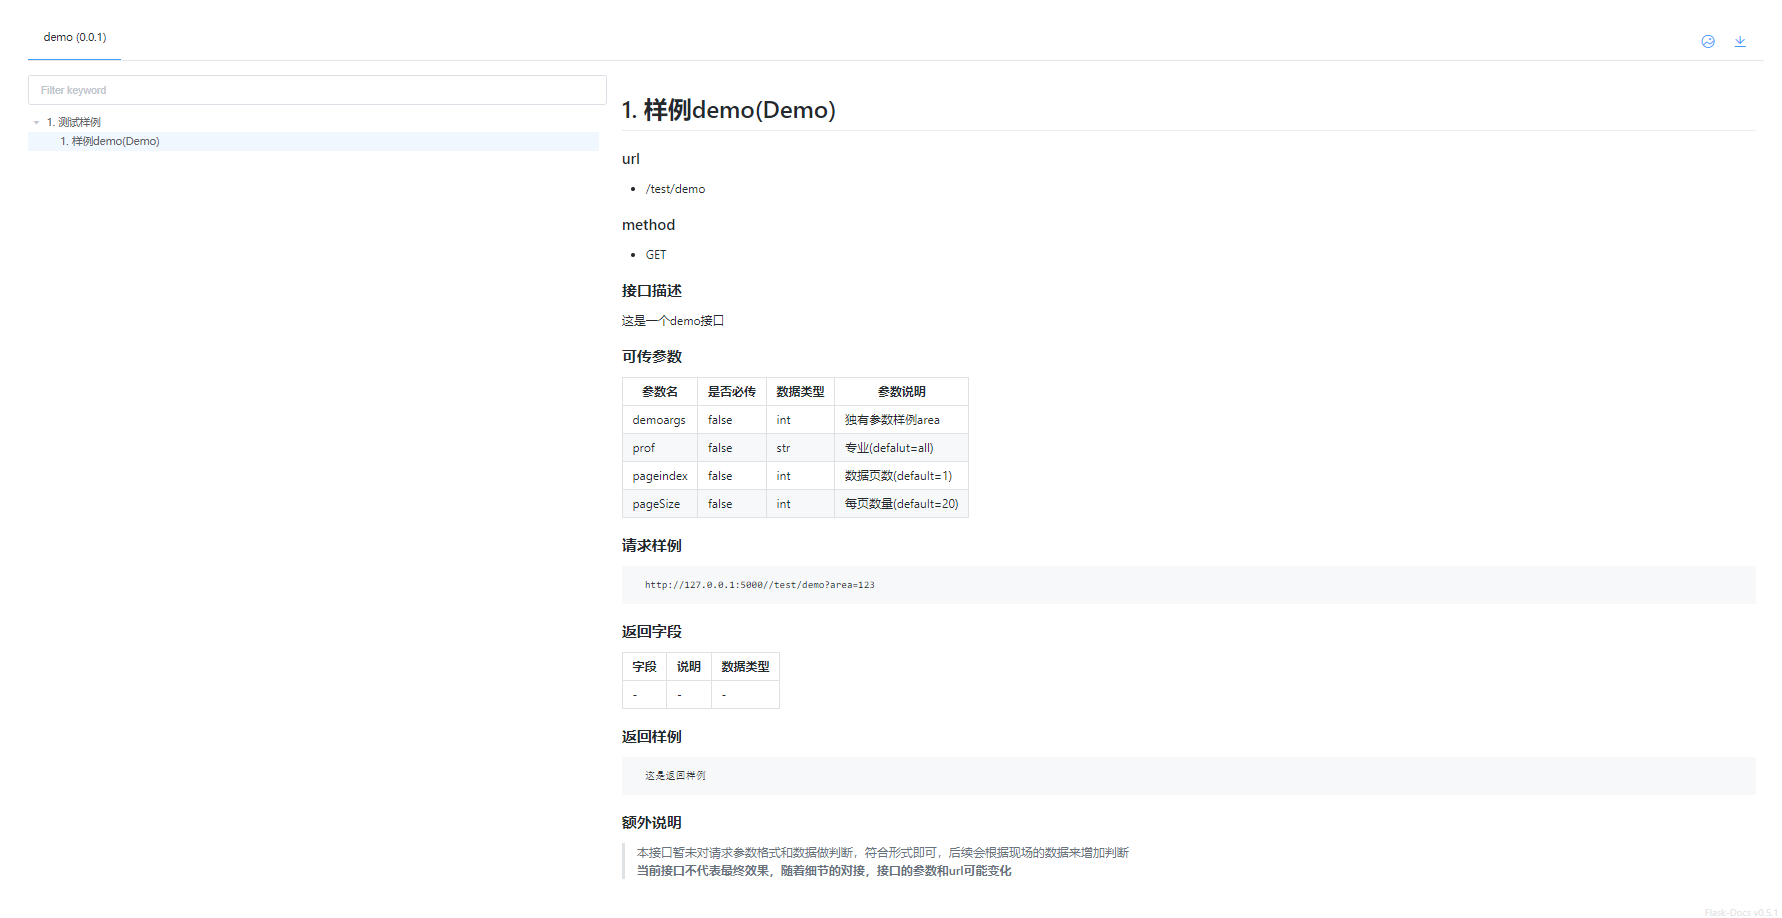 demo (0.0.1)
Filter keyword
1. 测试样例
1. 样例demo(Demo)
1. 样例demo(Demo)
url
/test/demo
method
GET
接口描述
这是一个demo接口
可传参数
参数名 是否必传 数据类型 参数说明
demoargs false int 独有参数样例area
prof false str 专业(defalut=all)
pageindex false int 数据页数(default=1)
pageSize false int 每页数量(default=20)
请求样例
http://127.0.0.1:5000//test/demo?area=123
返回字段
字段 说明 数据类型
- - -
返回样例
这是返回样例
额外说明
本接口暂未对请求参数格式和数据做判断，符合形式即可，后续会根据现场的数据来增加判断
当前接口不代表最终效果，随着细节的对接，接口的参数和url可能变化
Flask-Docs v0.5.1